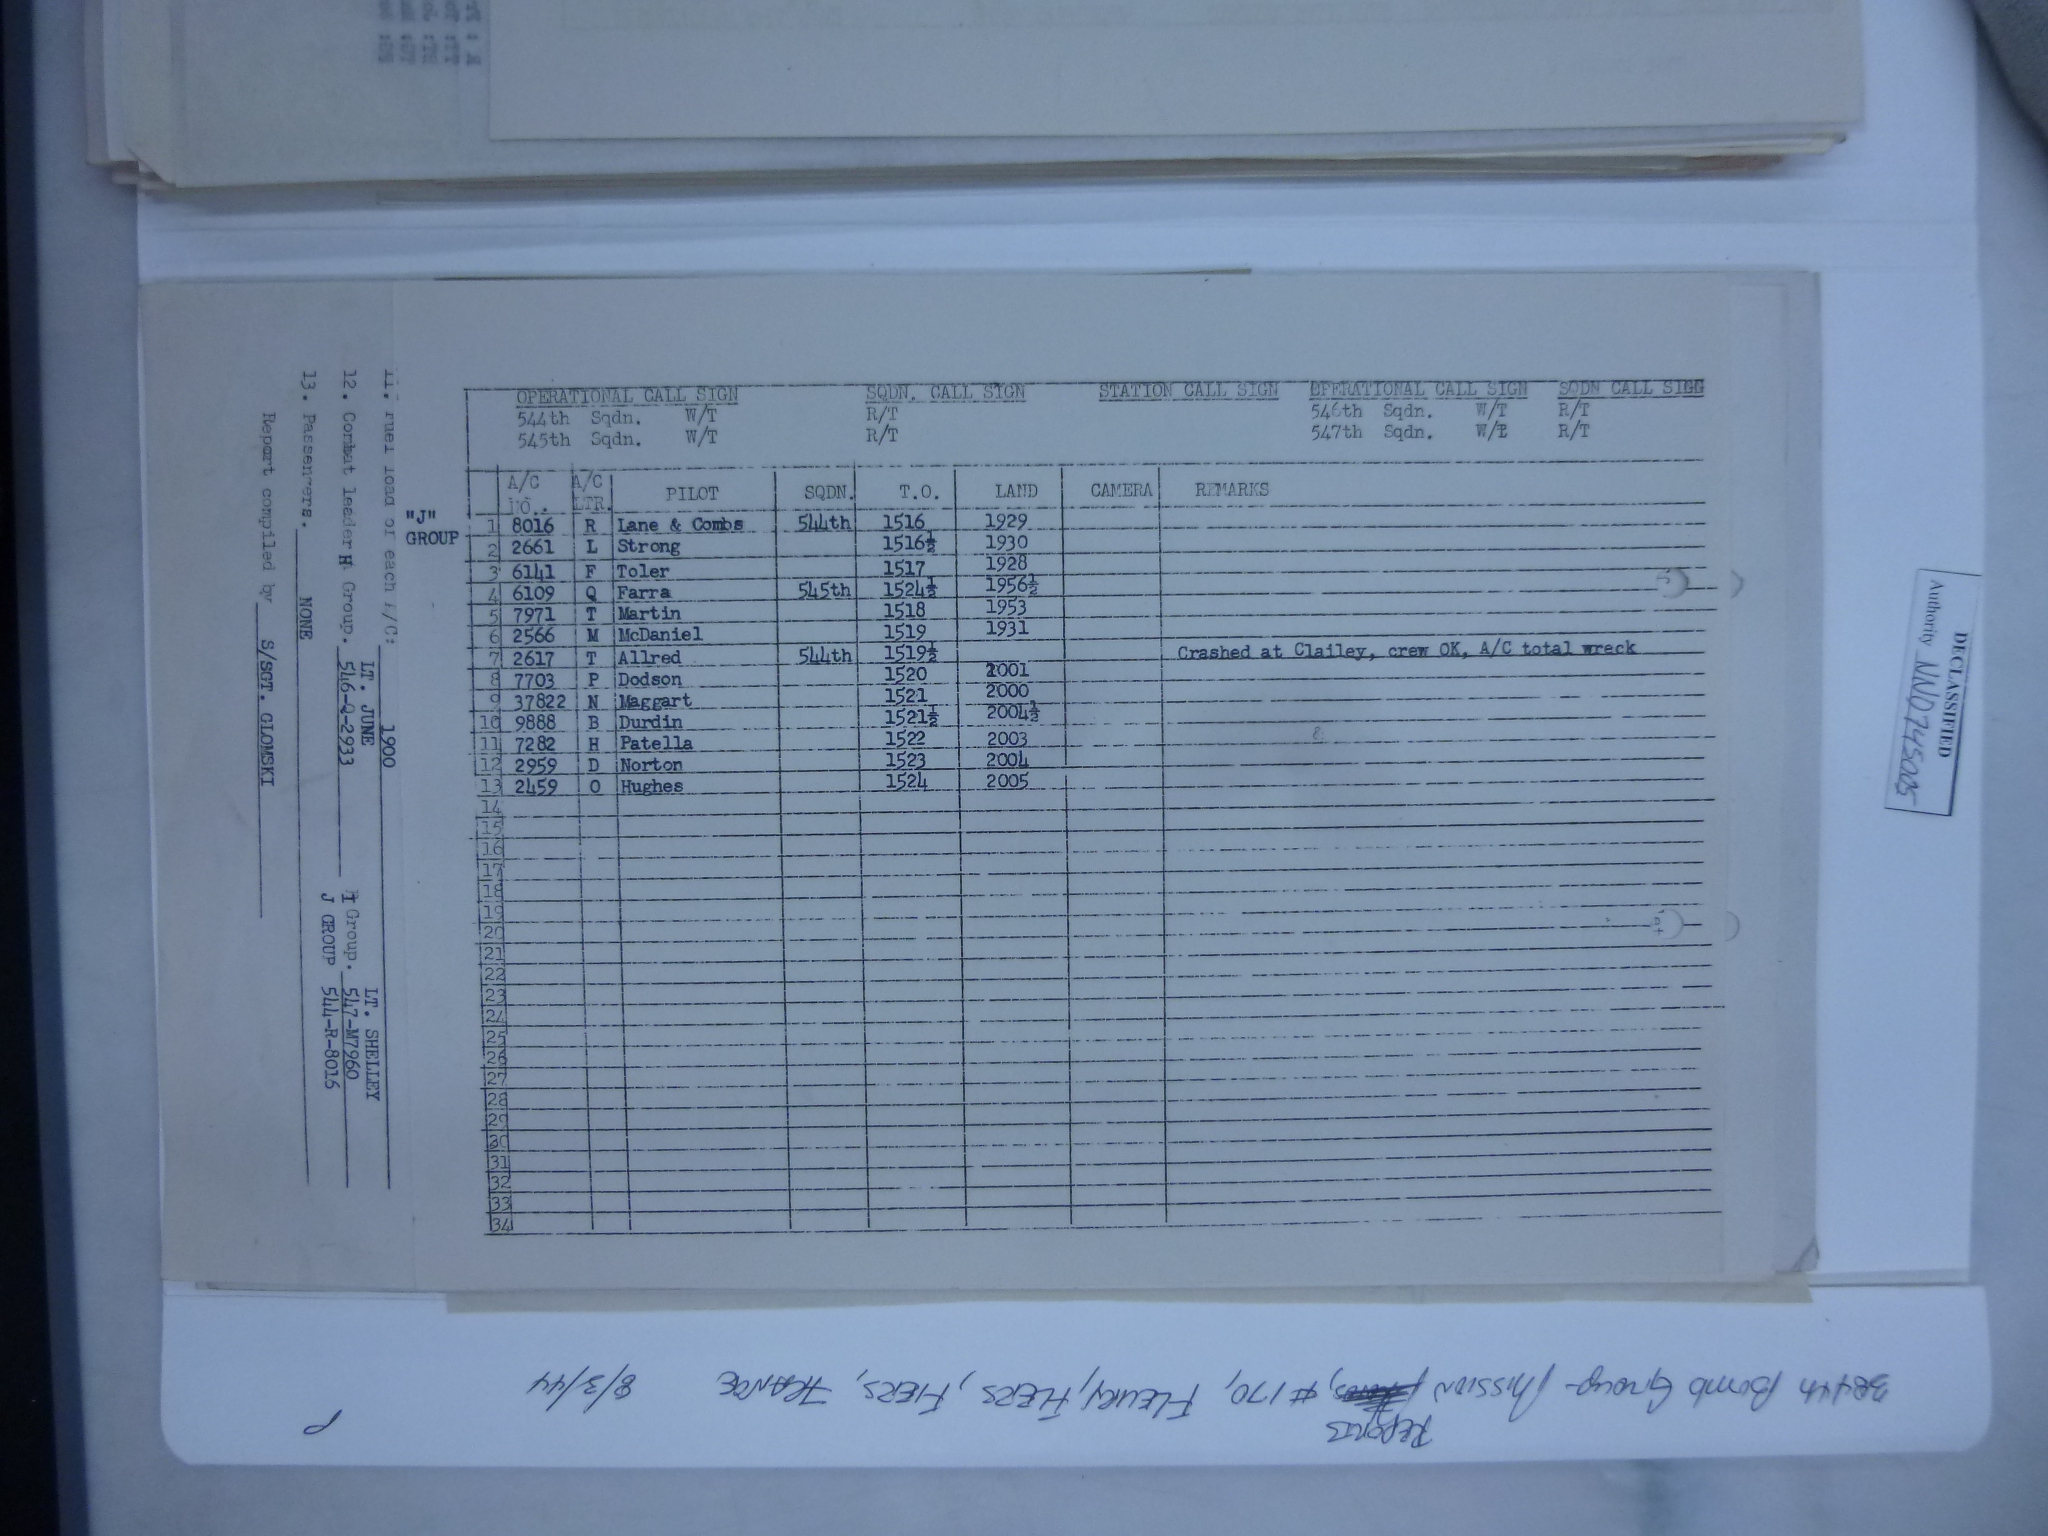 OPERATIONAL CALL SIGN SQDN. CALL SIGN STATION CALL SIGN OPERATIONAL CALL SIGN SQDN CALL SIGN
544th Sqdn. W/T R/T 546th Sqdn. W/T R/T
545th Sqdn. W/T R/T 547th Sqdn. W/T R/T
"J" GROUP
A/C NO. A/C LTR. PILOT SQDN. T.O. LAND CAMERA REMARKS
1 8016 R Lane & Combs 544th 1516 1929
2 2661 L Strong 1516½ 1930
3 6141 F Toler 1517 1928
4 6109 Q Farra 545th 1524½ 1956½
5 7971 T Martin 1518 1953
6 2566 M McDaniel 1519 1931
7 2617 T Allred 544th 1519½ Crashed at Clailey, crew OK, A/C total wreck
8 7703 P Dodson 1520 2001
9 37822 N Maggart 1521 2000
10 9888 B Durdin 1521½ 2004½
11 7282 H Patella 1522 2003
12 2959 D Norton 1523 2004
13 2459 O Hughes 1524 2005
14
15
16
17
18
19
20
21
22
23
24
25
26
27
28
29
30
31
32
33
34
11. Fuel load of each A/C: 1900
LT. JUNE LT. SHELLEY
12. Combat leader H Group. 546-Q-2933 I Group. 547-M7960
J GROUP 544-R-8016
13. Passengers. NONE
Report compiled by S/SGT. GLOMSKI
DECLASSIFIED
Authority NND745005
Reports
384th Bomb Group - Mission #170, Fleury, FLERS, FIERS, FRANCE 8/3/44
P